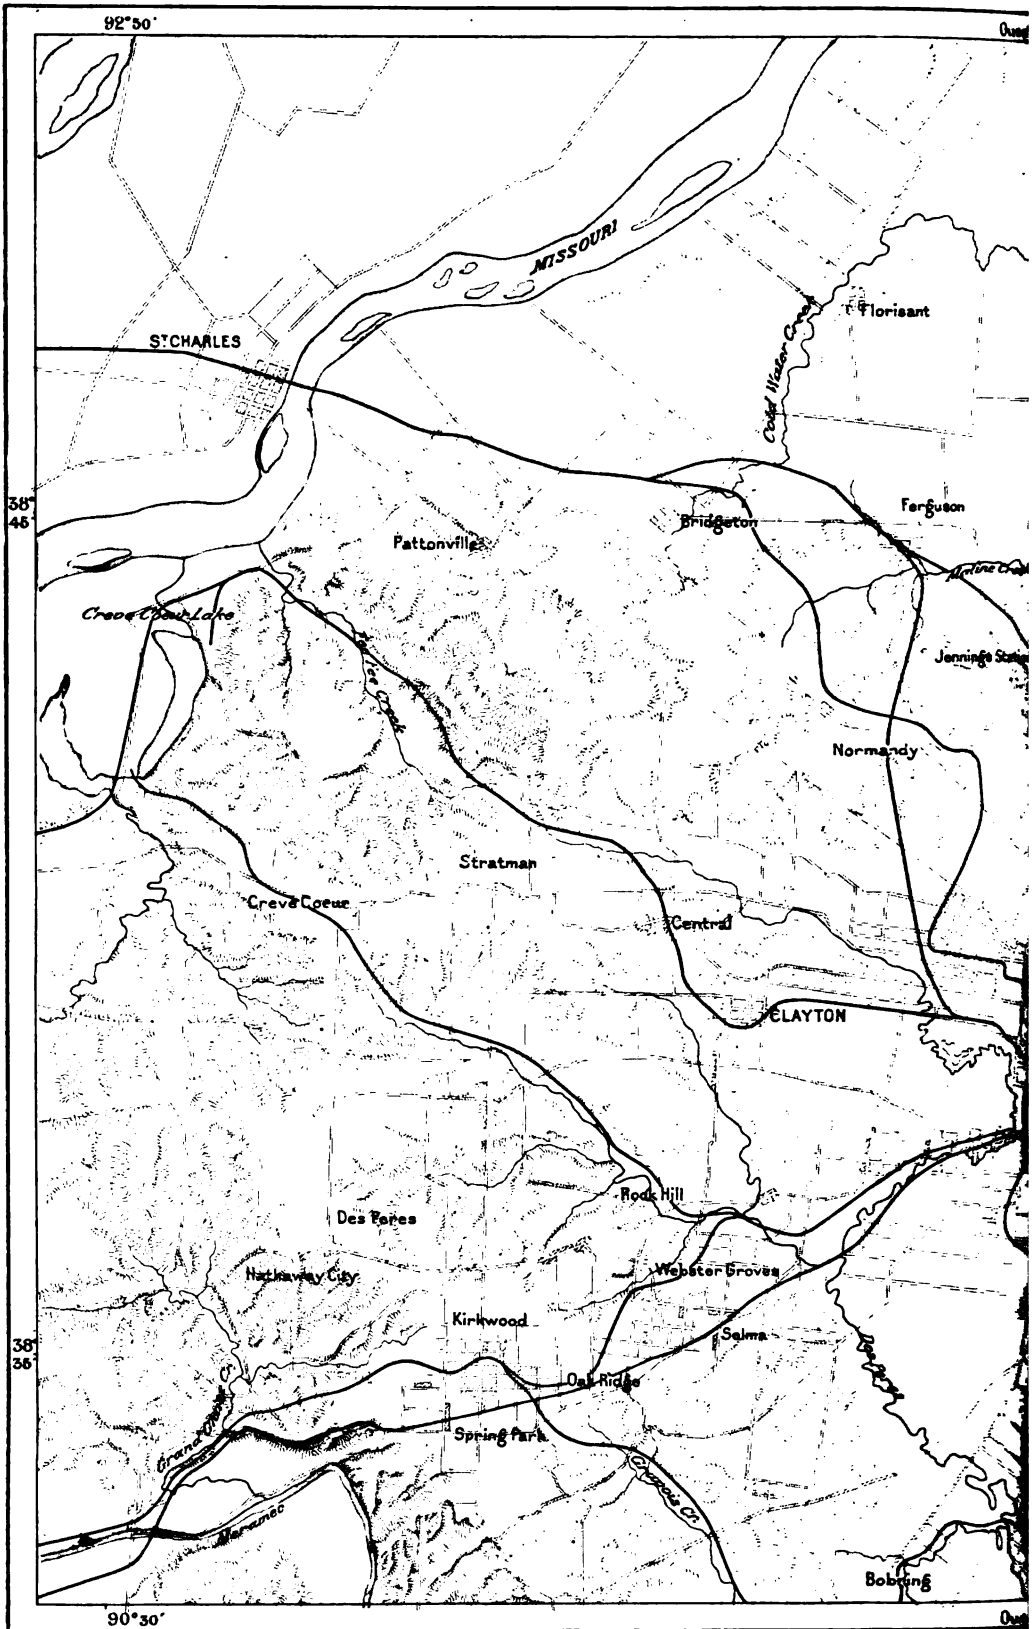 92°50'
MISSOURI
Florisant
Cold Water Creek
ST CHARLES
38°
45'
Ferguson
Bridgeton
Pattonville
Creve Coeur Lake
Jennings
Creek
Normandy
Stratman
Creve Coeur
Central
CLAYTON
Rock Hill
Des Peres
Hathaway City
Webster Groves
Kirkwood
Selma
38°
35'
Oak Ridge
Grand
Spring Park
Meramec
90°30'